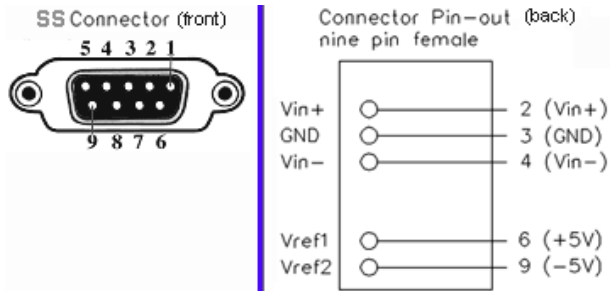 SS Connector (front)
5 4 3 2 1
9 8 7 6
Connector Pin-out (back)
nine pin female
Vin+ 2 (Vin+)
GND 3 (GND)
Vin- 4 (Vin-)
Vref1 6 (+5V)
Vref2 9 (-5V)